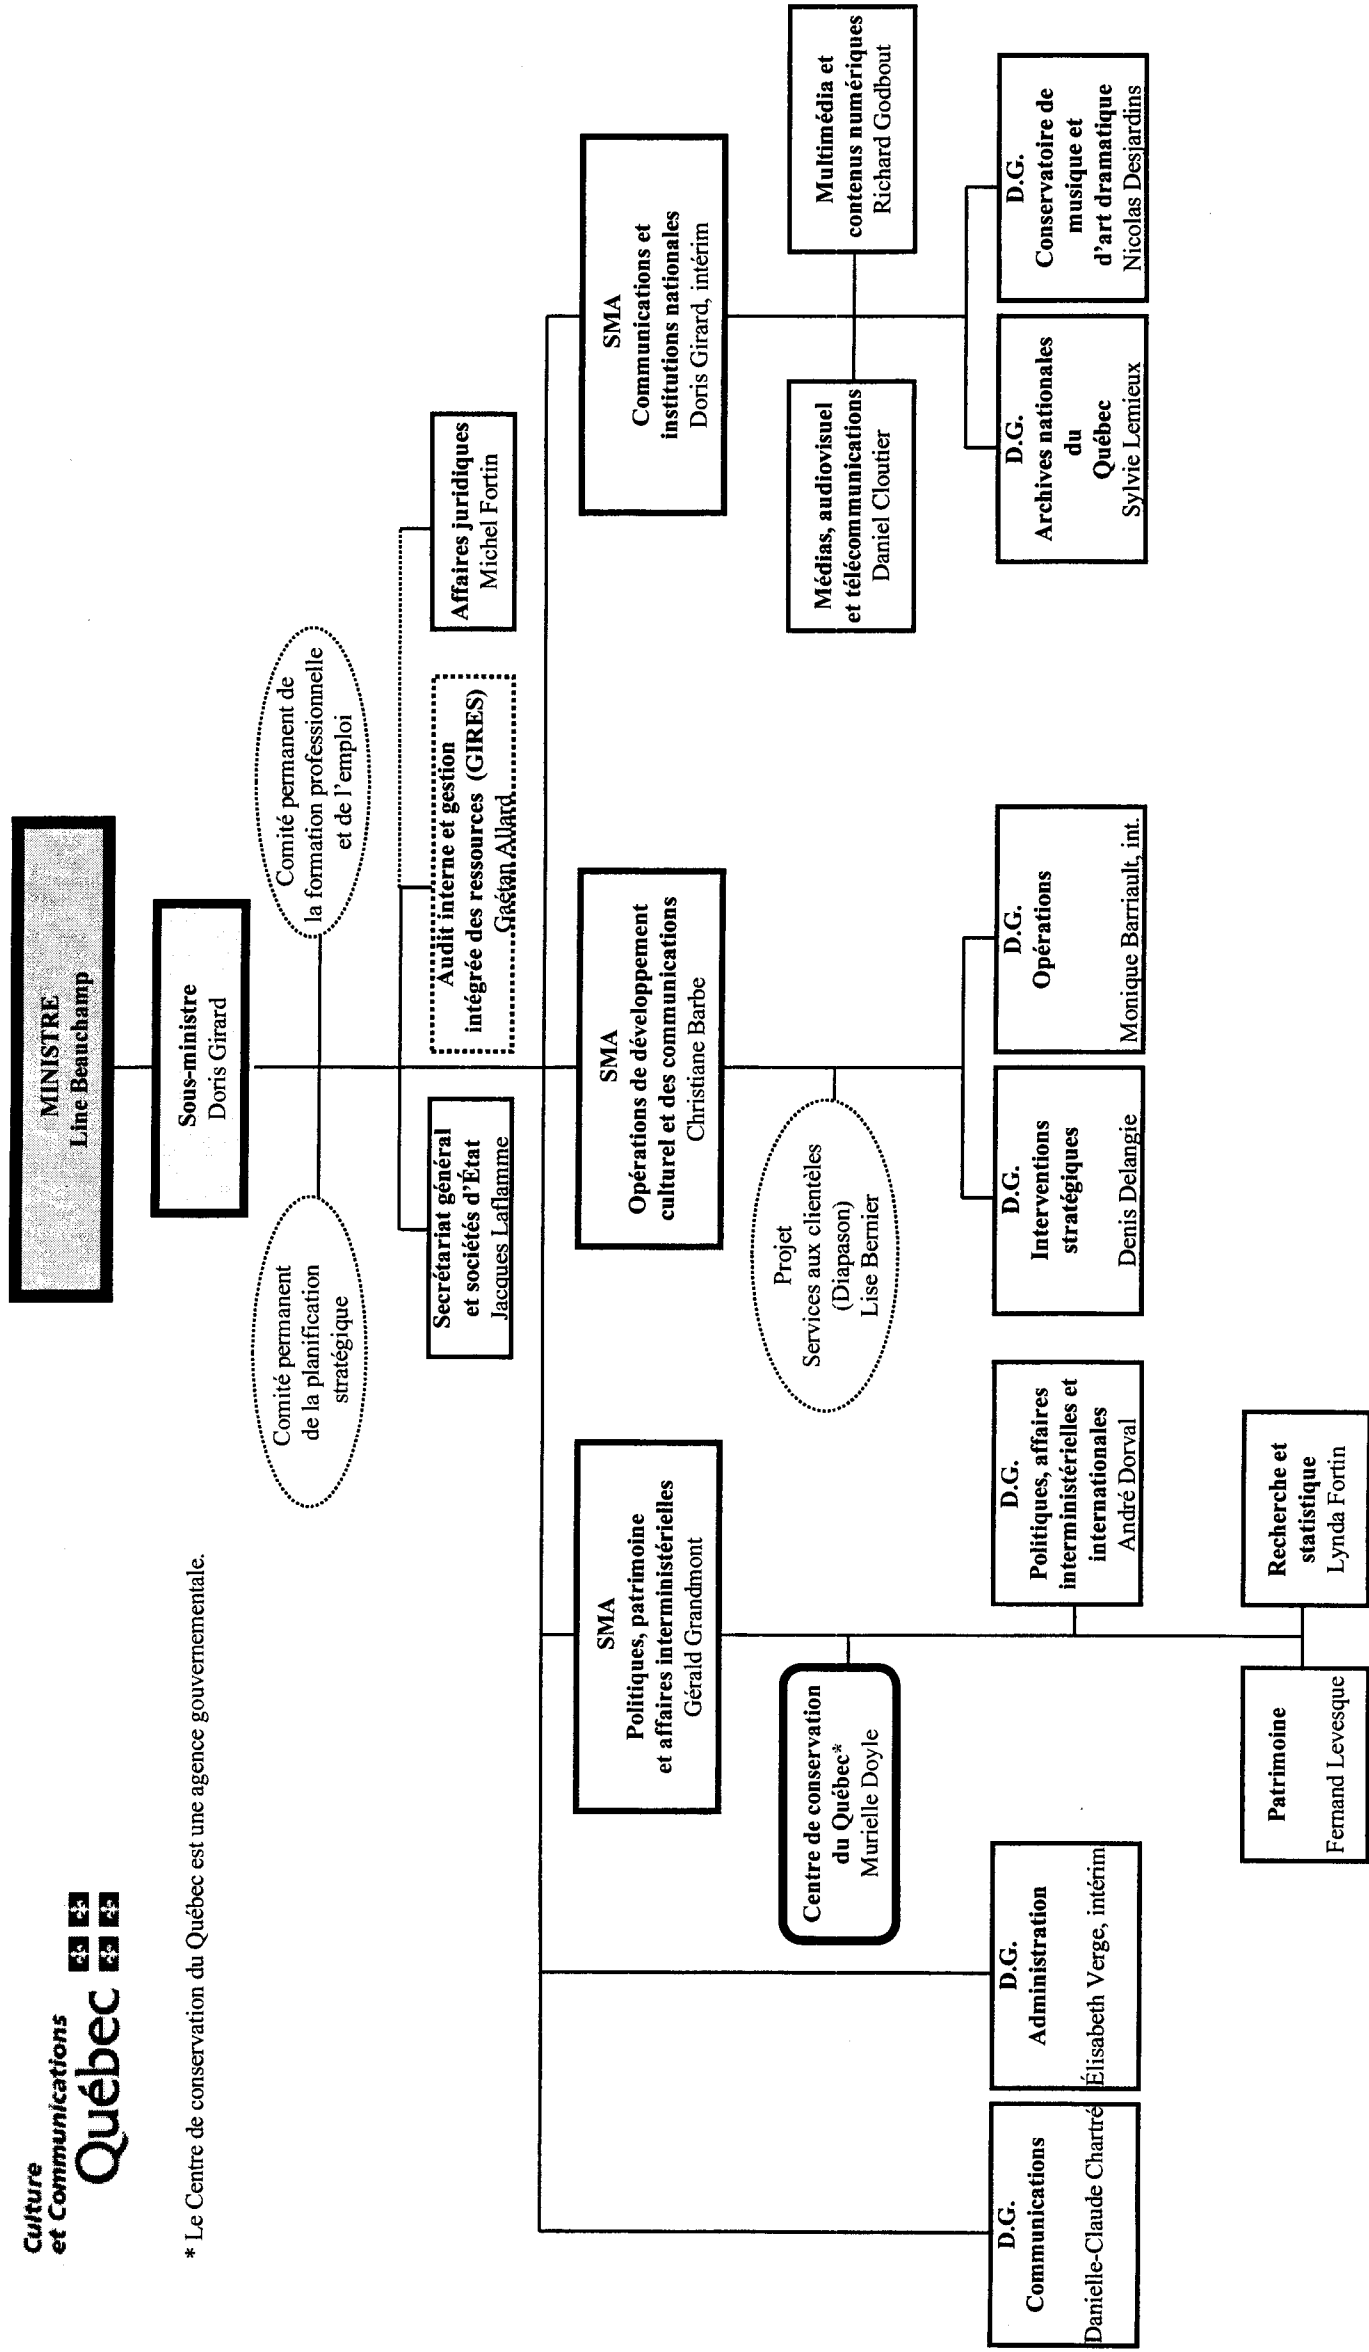 Culture
et Communications
Québec
* Le Centre de conservation du Québec est une agence gouvernementale.
MINISTRE
Line Beauchamp
Sous-ministre
Doris Girard
Comité permanent
de la planification
stratégique
Comité permanent de
la formation professionnelle
et de l'emploi
Secrétariat général
et sociétés d'État
Jacques Laflamme
Audit interne et gestion
intégrée des ressources (GIRES)
Gaétan Allard
Affaires juridiques
Michel Fortin
SMA
Politiques, patrimoine
et affaires interministérielles
Gérald Grandmont
SMA
Opérations de développement
culturel et des communications
Christiane Barbe
SMA
Communications et
institutions nationales
Doris Girard, intérim
Centre de conservation
du Québec*
Murielle Doyle
Projet
Services aux clientèles
(Diapason)
Lise Bernier
Médias, audiovisuel
et télécommunications
Daniel Cloutier
Multimédia et
contenus numériques
Richard Godbout
D.G.
Communications
Danielle-Claude Chartré
D.G.
Administration
Élisabeth Verge, intérim
D.G.
Politiques, affaires
interministérielles et
internationales
André Dorval
D.G.
Interventions
stratégiques
Denis Delangie
D.G.
Opérations
Monique Barriault, int.
D.G.
Archives nationales
du
Québec
Sylvie Lemieux
D.G.
Conservatoire de
musique et
d'art dramatique
Nicolas Desjardins
Patrimoine
Fernand Levesque
Recherche et
statistique
Lynda Fortin